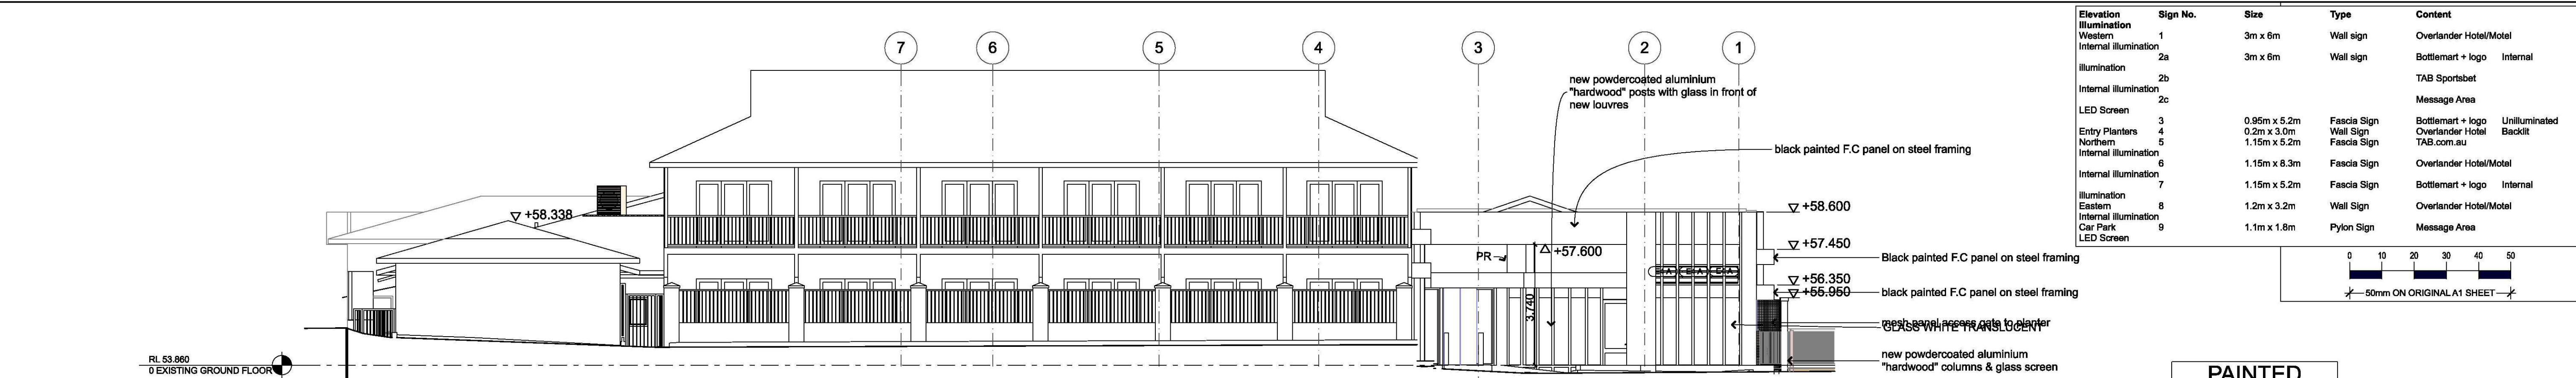 Elevation Sign No. Size Type Content
Illumination
Western 1 3m x 6m Wall sign Overlander Hotel/Motel
Internal illumination
2a 3m x 6m Wall sign Bottlemart + logo Internal
illumination
2b TAB Sportsbet
Internal illumination
2c Message Area
LED Screen
3 0.95m x 5.2m Fascia Sign Bottlemart + logo Unilluminated
Entry Planters 4 0.2m x 3.0m Wall Sign Overlander Hotel Backlit
Northern 5 1.15m x 5.2m Fascia Sign TAB.com.au
Internal illumination
6 1.15m x 8.3m Fascia Sign Overlander Hotel/Motel
Internal illumination
7 1.15m x 5.2m Fascia Sign Bottlemart + logo Internal
illumination
Eastern 8 1.2m x 3.2m Wall Sign Overlander Hotel/Motel
Internal illumination
Car Park 9 1.1m x 1.8m Pylon Sign Message Area
LED Screen
7 6 5 4 3 2 1
new powdercoated aluminium
"hardwood" posts with glass in front of
new louvres
black painted F.C panel on steel framing
+58.338
+58.600
+57.450
+57.600
PR
Black painted F.C panel on steel framing
+56.350
+55.950
black painted F.C panel on steel framing
3,740
mesh panel access gate to planter
GLASS WHITE TRANSLUCENT
new powdercoated aluminium
"hardwood" columns & glass screen
0 10 20 30 40 50
50mm ON ORIGINAL A1 SHEET
RL 53.860
0 EXISTING GROUND FLOOR
PAINTED